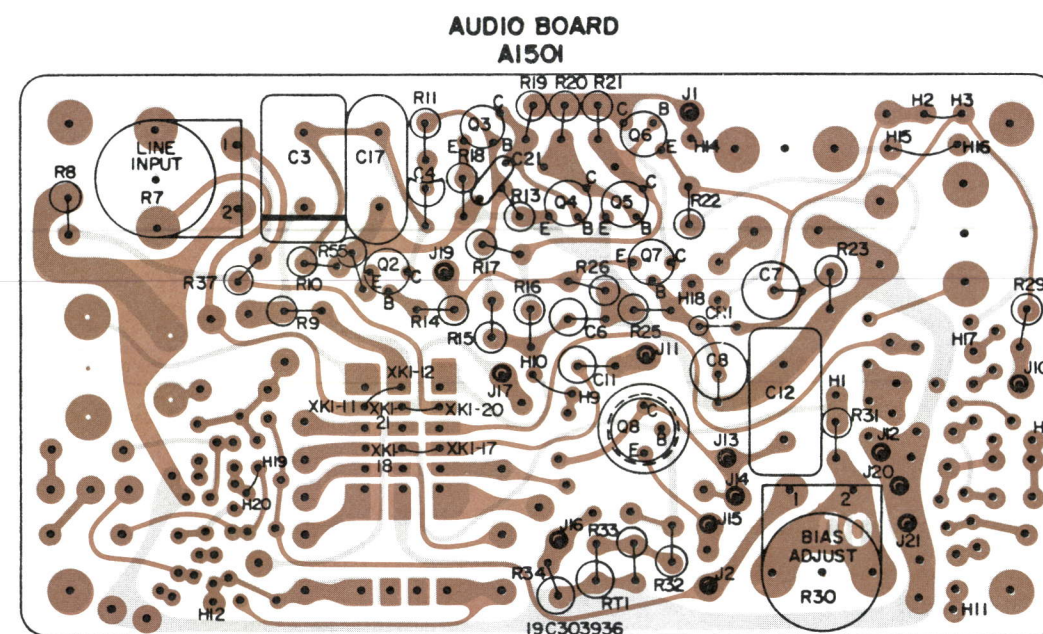 AUDIO BOARD
A1501
R19 R20 R21
R11
C
C
B
J1
H2
H3
Q3
Q6
LINE
INPUT
1
E
B
E
H14
H15
H16
C3
C17
R18
C21
R8
C4
R7
R13
C
C
2
Q4
Q5
R22
E
B
E
B
R55
J19
R17
E
C
R23
R37
R10
Q2
E
C
B
Q7
B
R26
H18
C7
R9
R14
R16
C6
R25
CR1
R29
R15
H10
J11
C8
H17
XK1-12
J17
C11
C12
J10
XK1-11
XK1-
21
XK1-20
H9
H1
C
Q8
B
R31
H
XK1-
18
XK1-17
E
J13
J12
H19
J14
J20
H20
1
2
J16
R33
J15
10
J21
BIAS
ADJUST
R34
R32
J2
R30
H12
RT1
H11
19C303936